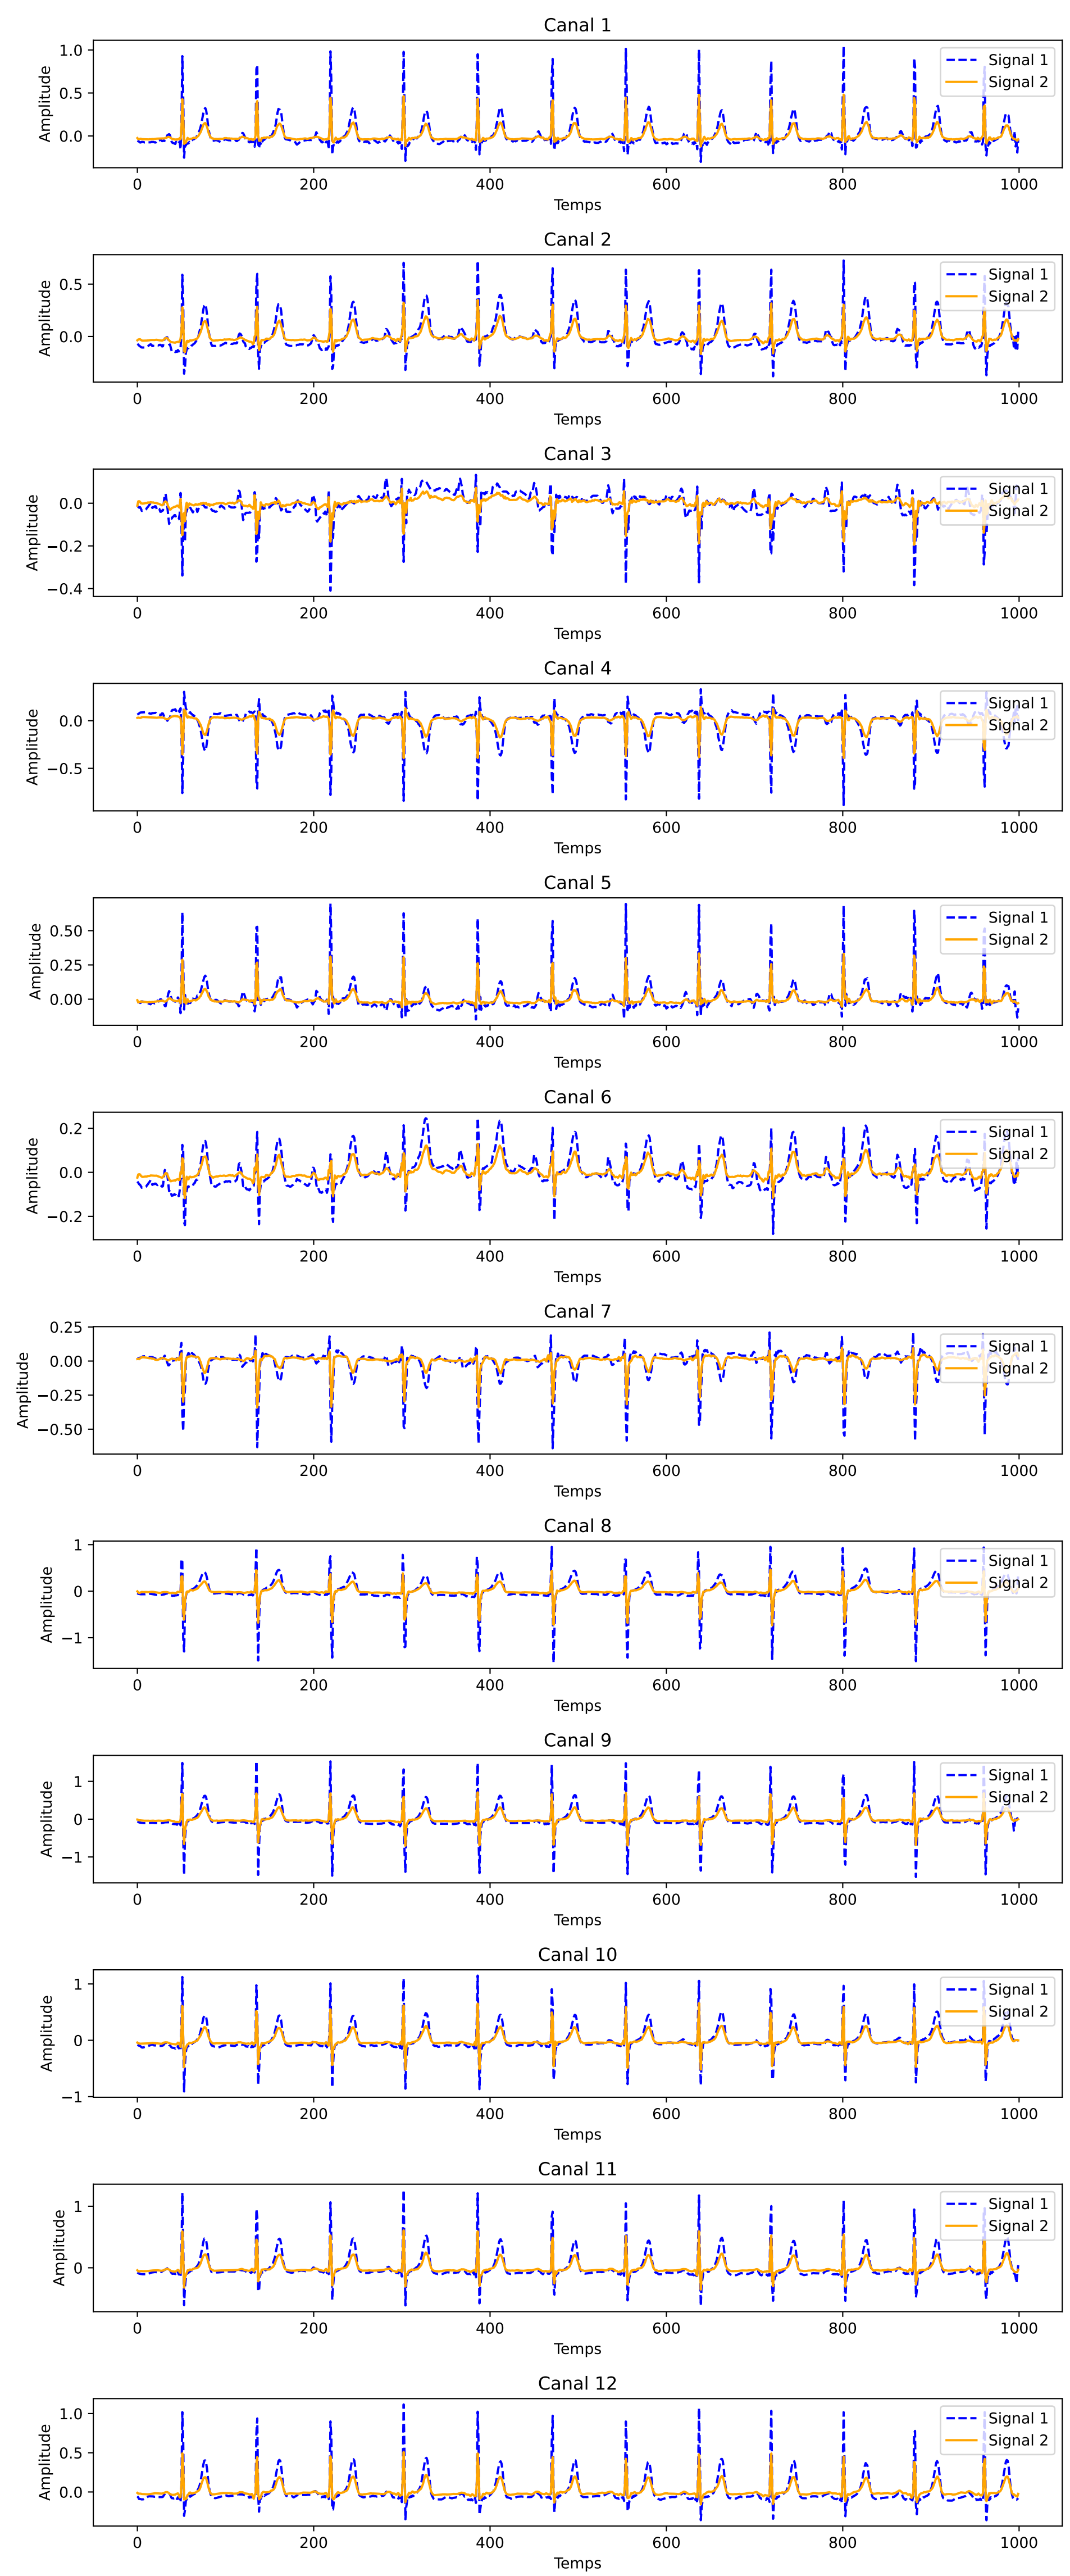 Canal 1
1.0
0.5
0.0
Amplitude
Signal 1
Signal 2
0 200 400 600 800 1000
Temps
Canal 2
0.5
0.0
Amplitude
Signal 1
Signal 2
0 200 400 600 800 1000
Temps
Canal 3
0.0
−0.2
−0.4
Amplitude
Signal 1
Signal 2
0 200 400 600 800 1000
Temps
Canal 4
0.0
−0.5
Amplitude
Signal 1
Signal 2
0 200 400 600 800 1000
Temps
Canal 5
0.50
0.25
0.00
Amplitude
Signal 1
Signal 2
0 200 400 600 800 1000
Temps
Canal 6
0.2
0.0
−0.2
Amplitude
Signal 1
Signal 2
0 200 400 600 800 1000
Temps
Canal 7
0.25
0.00
−0.25
−0.50
Amplitude
Signal 1
Signal 2
0 200 400 600 800 1000
Temps
Canal 8
1
0
−1
Amplitude
Signal 1
Signal 2
0 200 400 600 800 1000
Temps
Canal 9
1
0
−1
Amplitude
Signal 1
Signal 2
0 200 400 600 800 1000
Temps
Canal 10
1
0
−1
Amplitude
Signal 1
Signal 2
0 200 400 600 800 1000
Temps
Canal 11
1
0
Amplitude
Signal 1
Signal 2
0 200 400 600 800 1000
Temps
Canal 12
1.0
0.5
0.0
Amplitude
Signal 1
Signal 2
0 200 400 600 800 1000
Temps